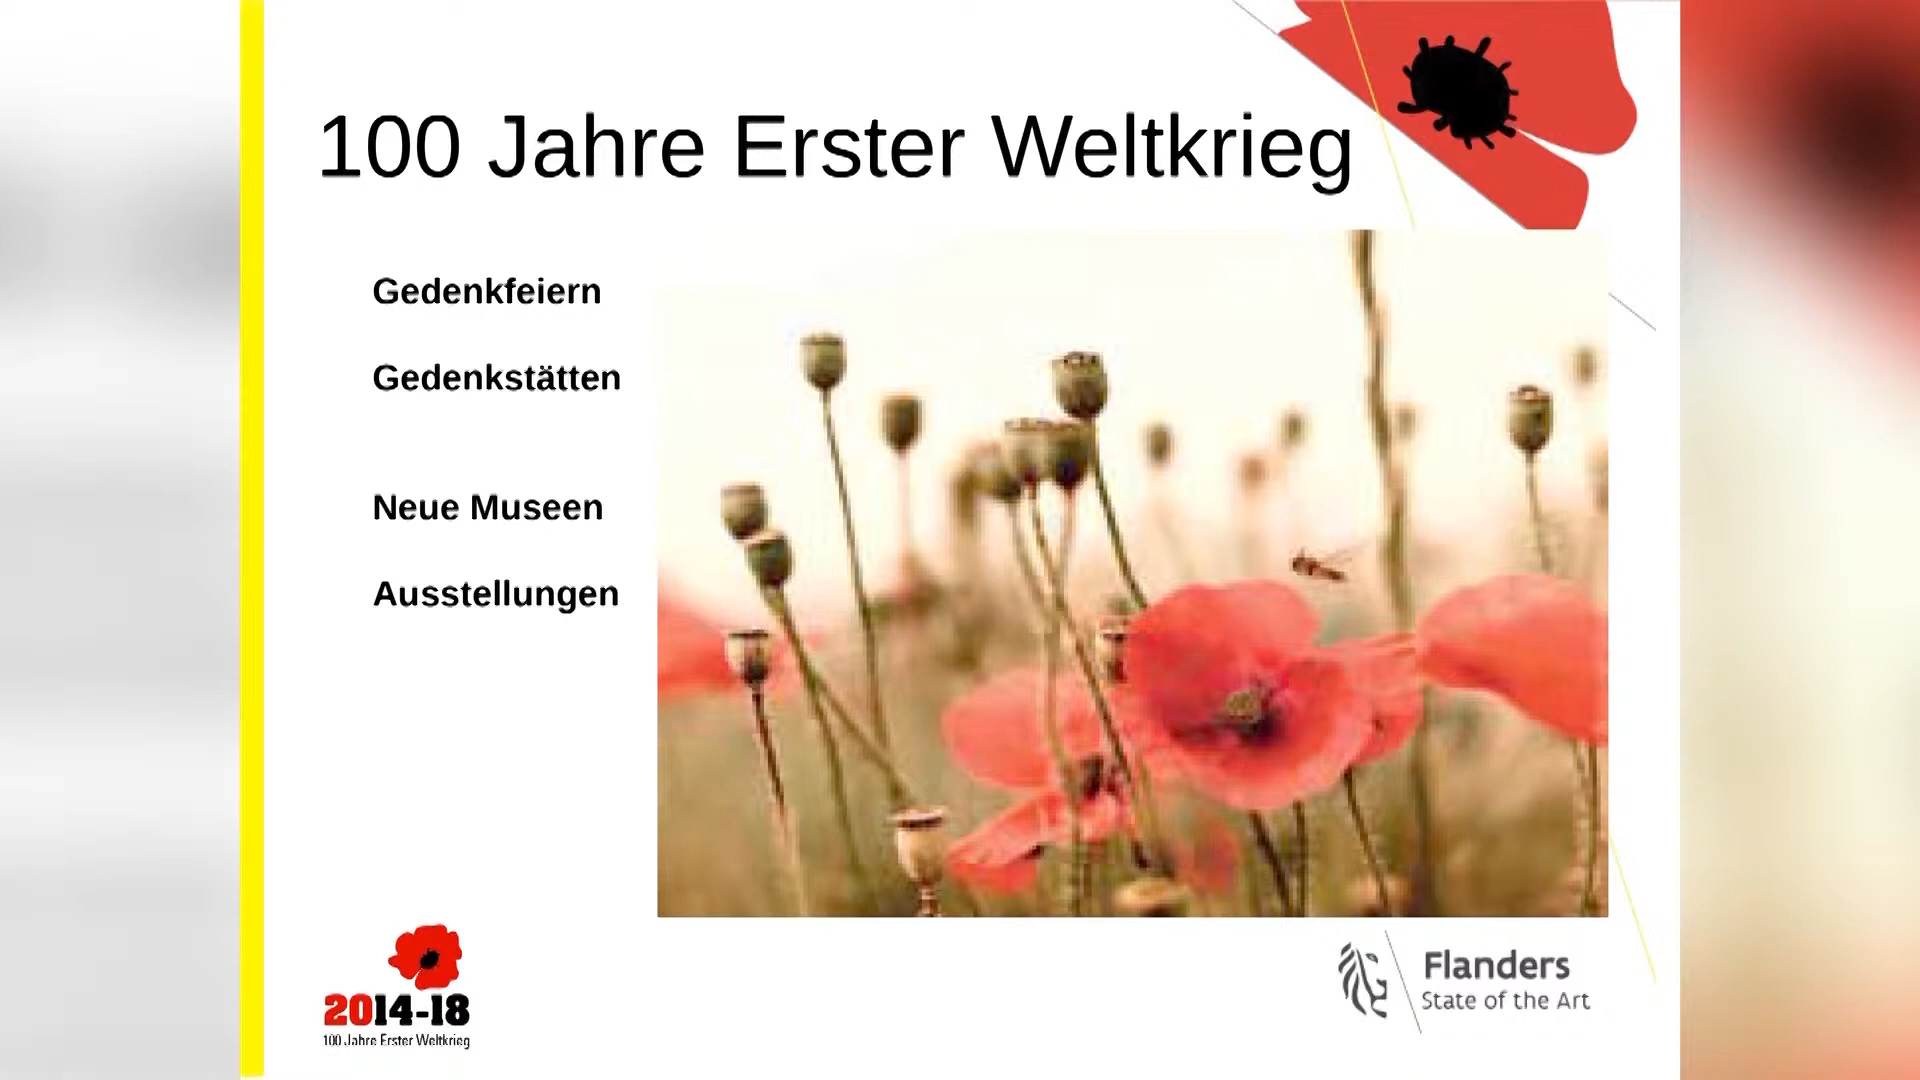 100 Jahre Erster Weltkrieg
Gedenkfeiern
Gedenkstätten
Neue Museen
Ausstellungen
2014-18
100 Jahre Erster Weltkrieg
Flanders
State of the Art